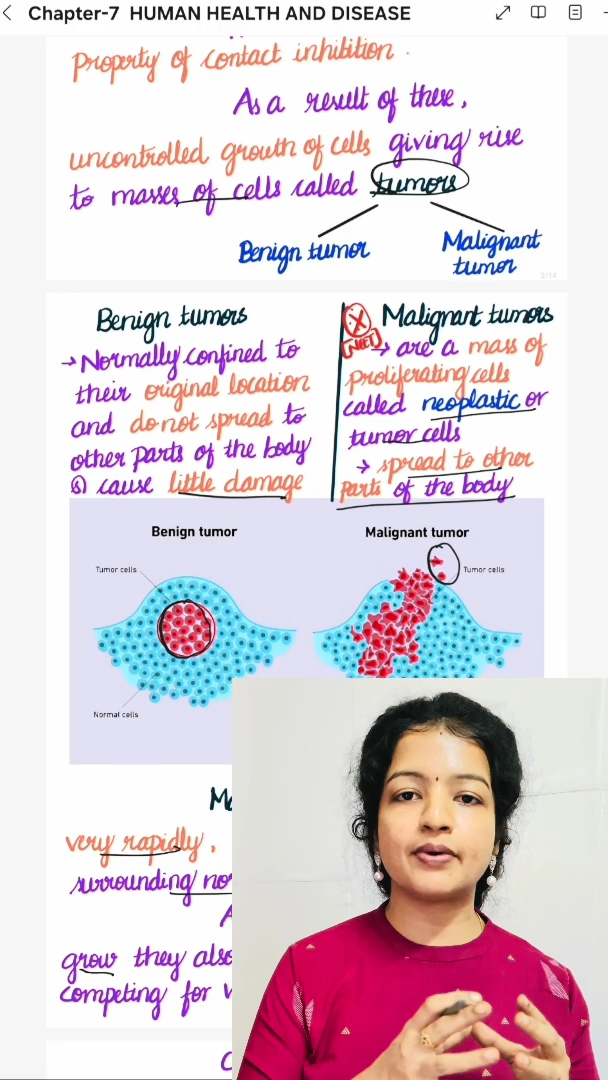 Chapter-7 HUMAN HEALTH AND DISEASE
Property of contact inhibition.
As a result of these,
uncontrolled growth of cells giving rise
to masses of cells called tumors
Benign tumor
Malignant
tumor
2/14
Benign tumors
→ Normally confined to
their original location
and do not spread to
other parts of the body
& cause little damage
Malignant tumors
NEET
→ are a mass of
proliferating cells
called neoplastic or
tumor cells
→ spread to other
parts of the body
Benign tumor
Tumor cells
Normal cells
Malignant tumor
Tumor cells
very rapidly,
surrounding
grow they also
competing for